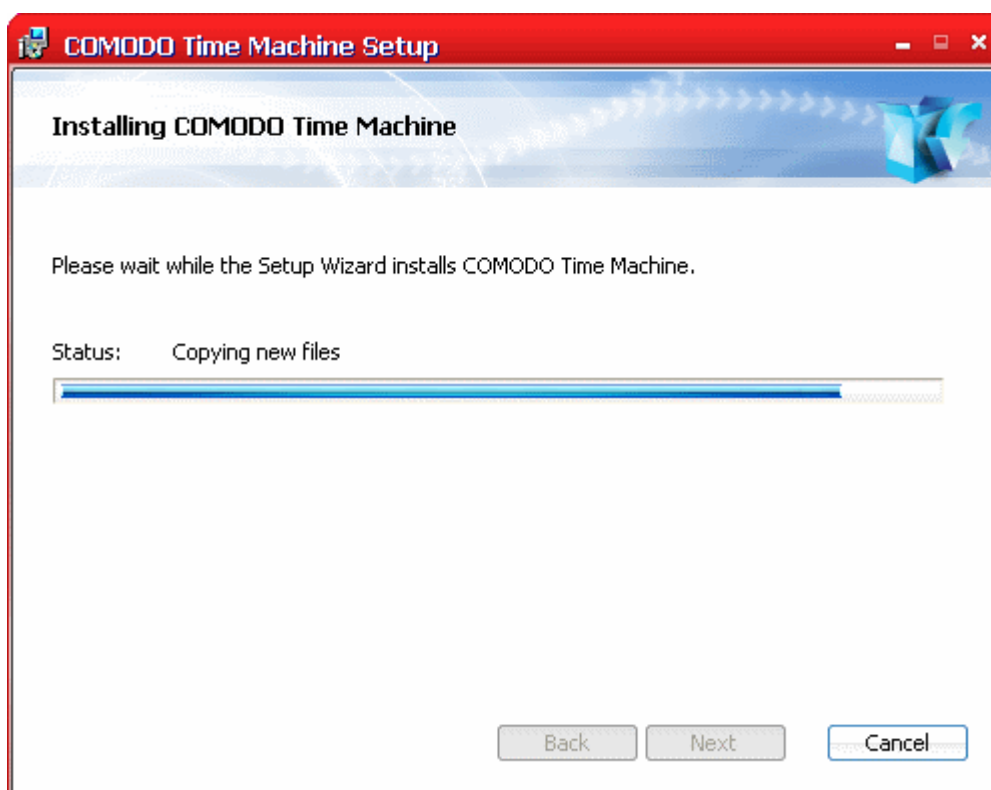 COMODO Time Machine Setup
Installing COMODO Time Machine
Please wait while the Setup Wizard installs COMODO Time Machine.
Status: Copying new files
Back Next Cancel